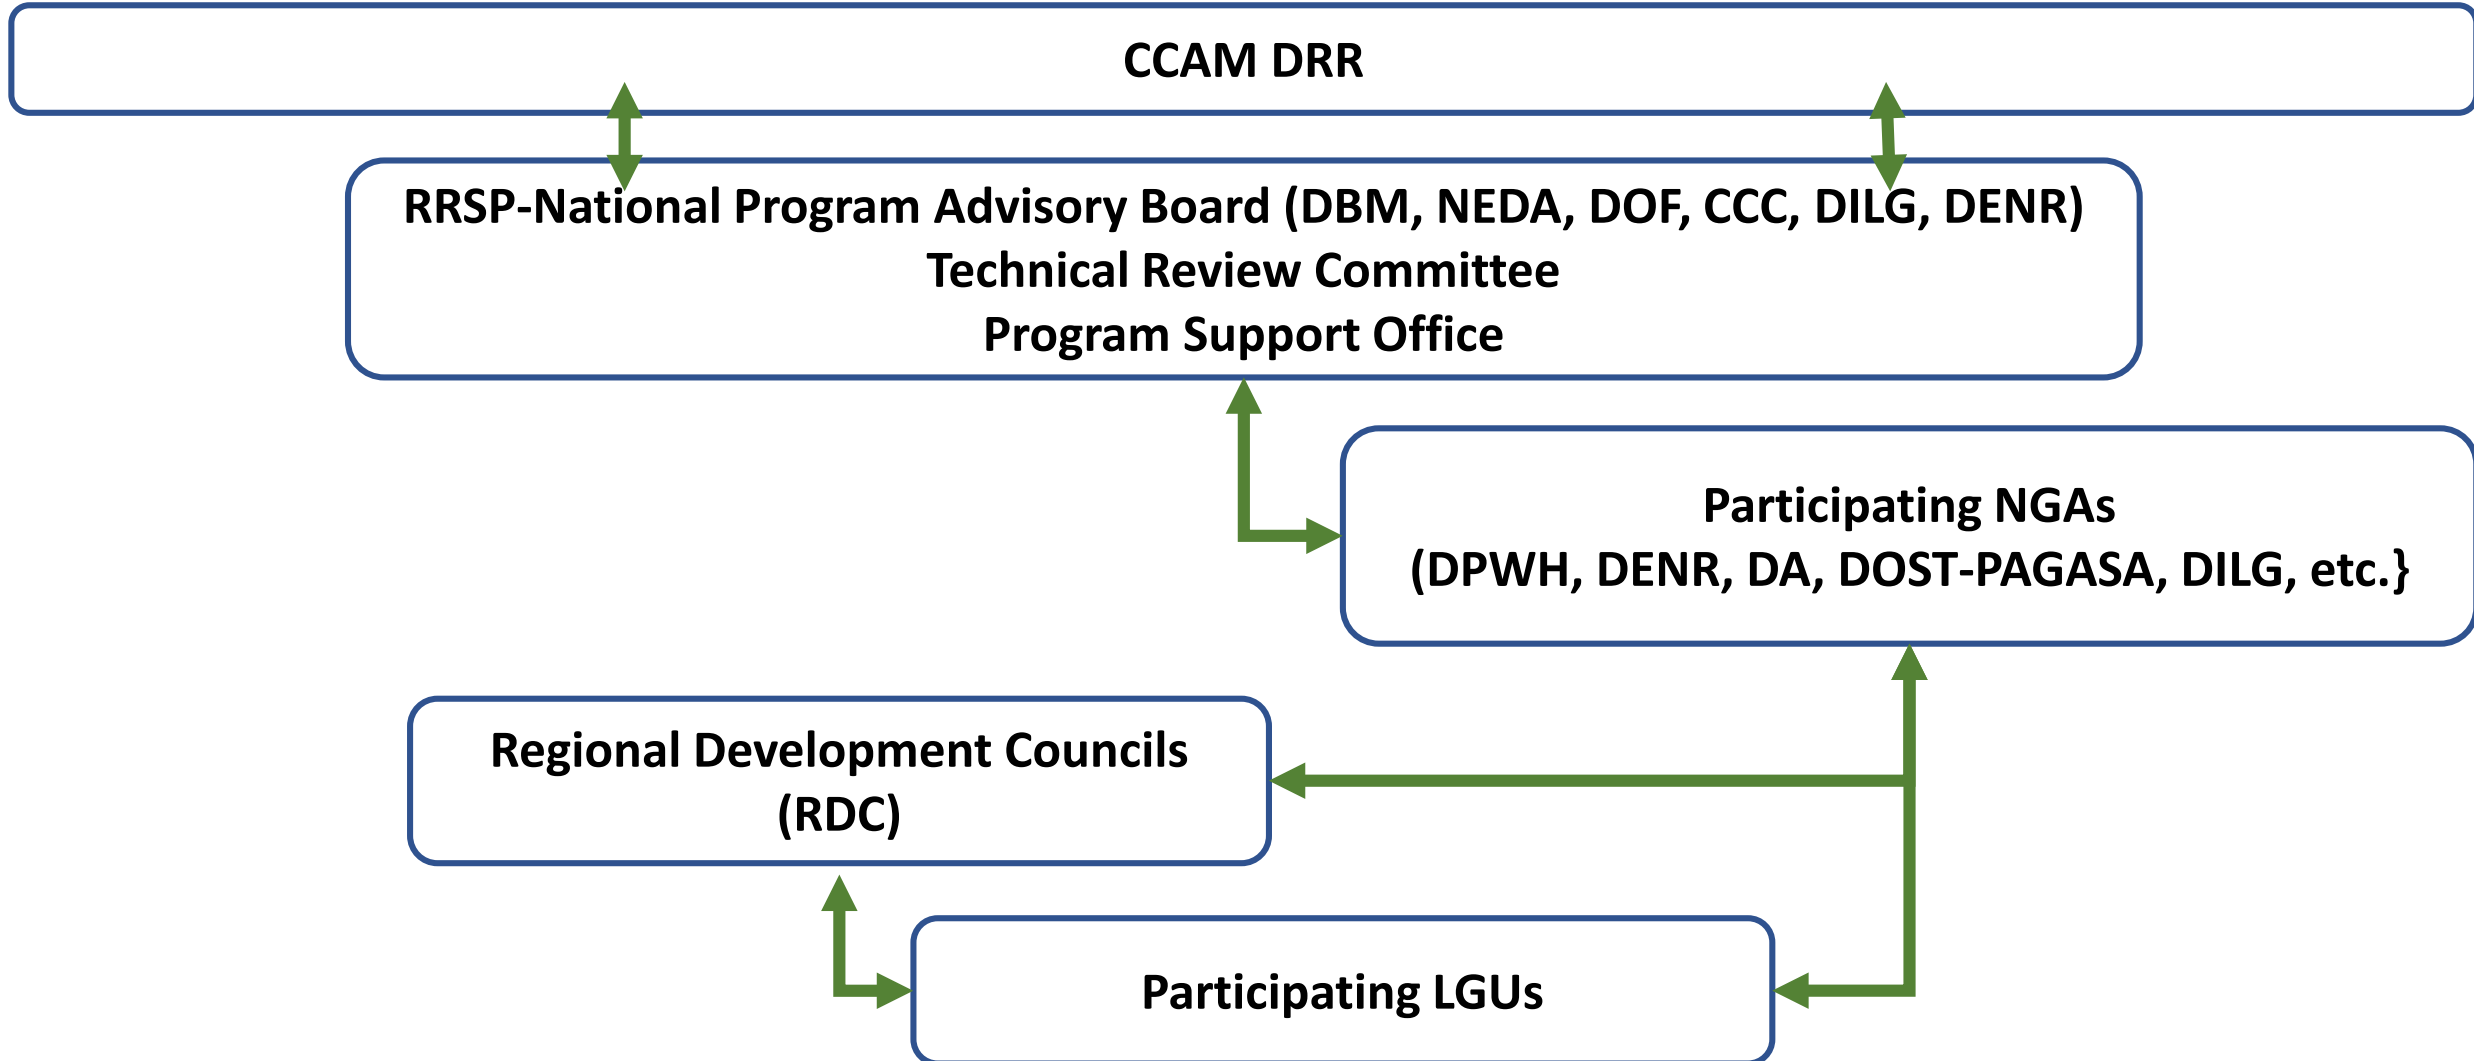 CCAM DRR
RRSP-National Program Advisory Board (DBM, NEDA, DOF, CCC, DILG, DENR)
Technical Review Committee
Program Support Office
Participating NGAs
(DPWH, DENR, DA, DOST-PAGASA, DILG, etc.}
Regional Development Councils
(RDC)
Participating LGUs